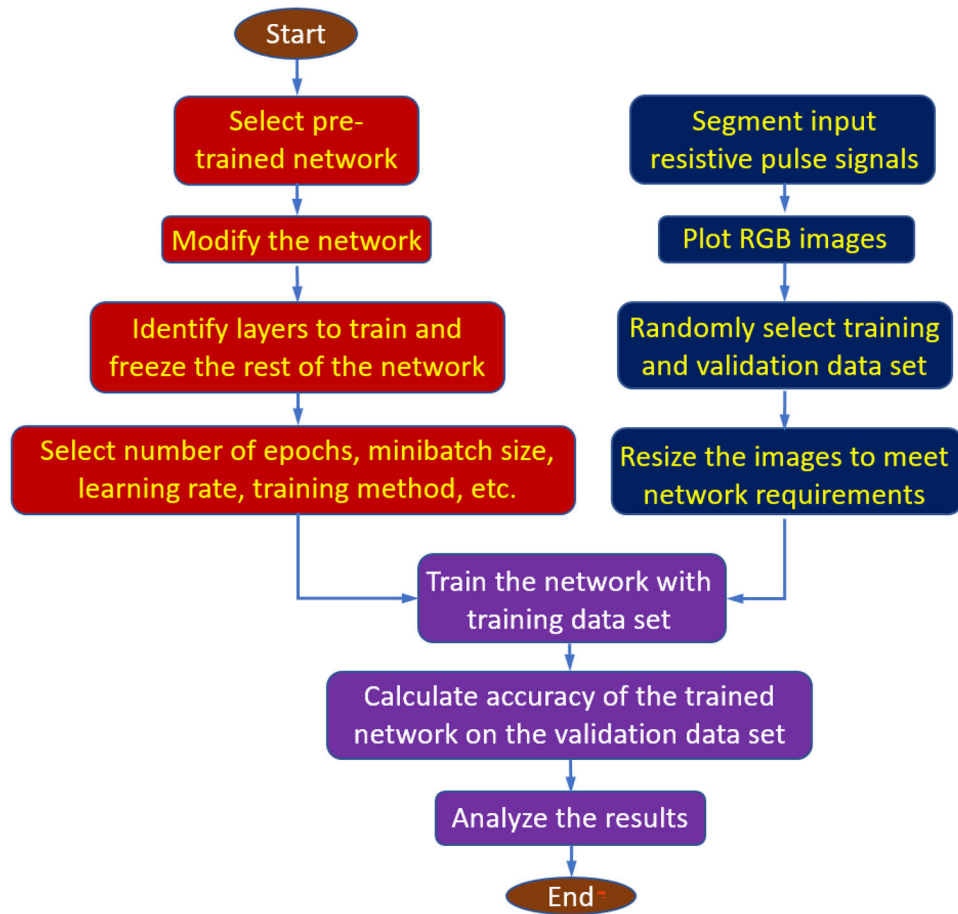 Start
Select pre-
trained network
Modify the network
Identify layers to train and
freeze the rest of the network
Select number of epochs, minibatch size,
learning rate, training method, etc.
Segment input
resistive pulse signals
Plot RGB images
Randomly select training
and validation data set
Resize the images to meet
network requirements
Train the network with
training data set
Calculate accuracy of the trained
network on the validation data set
Analyze the results
End